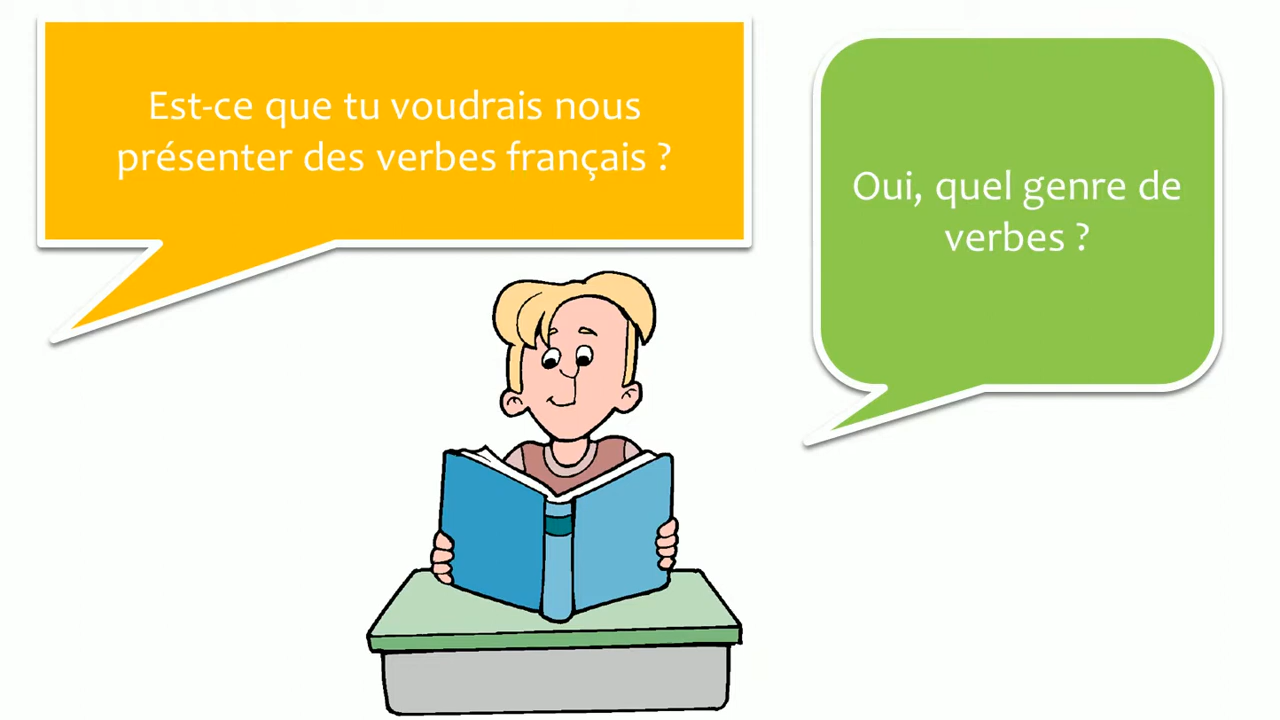 Est-ce que tu voudrais nous
présenter des verbes français ?
Oui, quel genre de
verbes ?